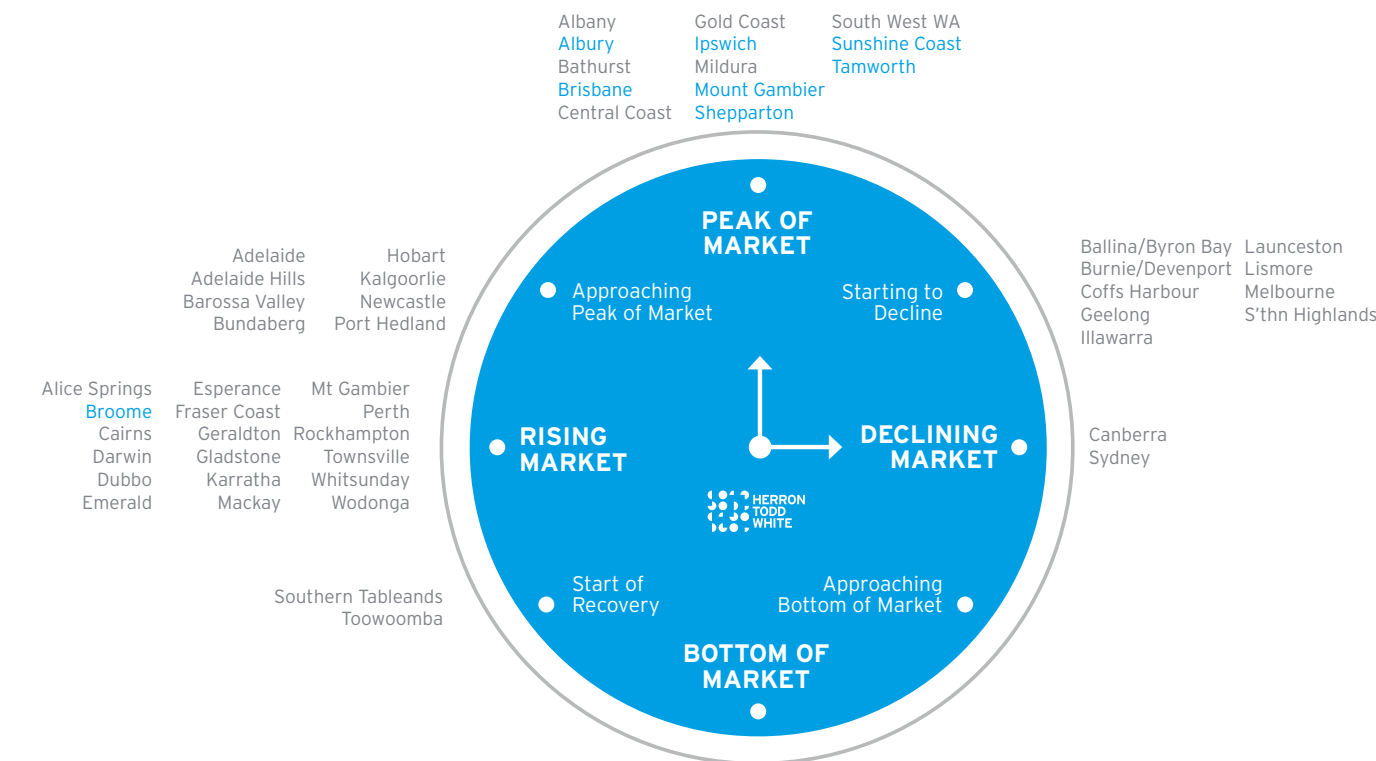 Albany
Albury
Bathurst
Brisbane
Central Coast
Gold Coast
Ipswich
Mildura
Mount Gambier
Shepparton
South West WA
Sunshine Coast
Tamworth
PEAK OF
MARKET
Adelaide
Adelaide Hills
Barossa Valley
Bundaberg
Hobart
Kalgoorlie
Newcastle
Port Hedland
Approaching
Peak of Market
Starting to
Decline
Ballina/Byron Bay
Burnie/Devenport
Coffs Harbour
Geelong
Illawarra
Launceston
Lismore
Melbourne
S'thn Highlands
Alice Springs
Broome
Cairns
Darwin
Dubbo
Emerald
Esperance
Fraser Coast
Geraldton
Gladstone
Karratha
Mackay
Mt Gambier
Perth
Rockhampton
Townsville
Whitsunday
Wodonga
RISING
MARKET
DECLINING
MARKET
Canberra
Sydney
HERRON
TODD
WHITE
Southern Tableands
Toowoomba
Start of
Recovery
Approaching
Bottom of Market
BOTTOM OF
MARKET